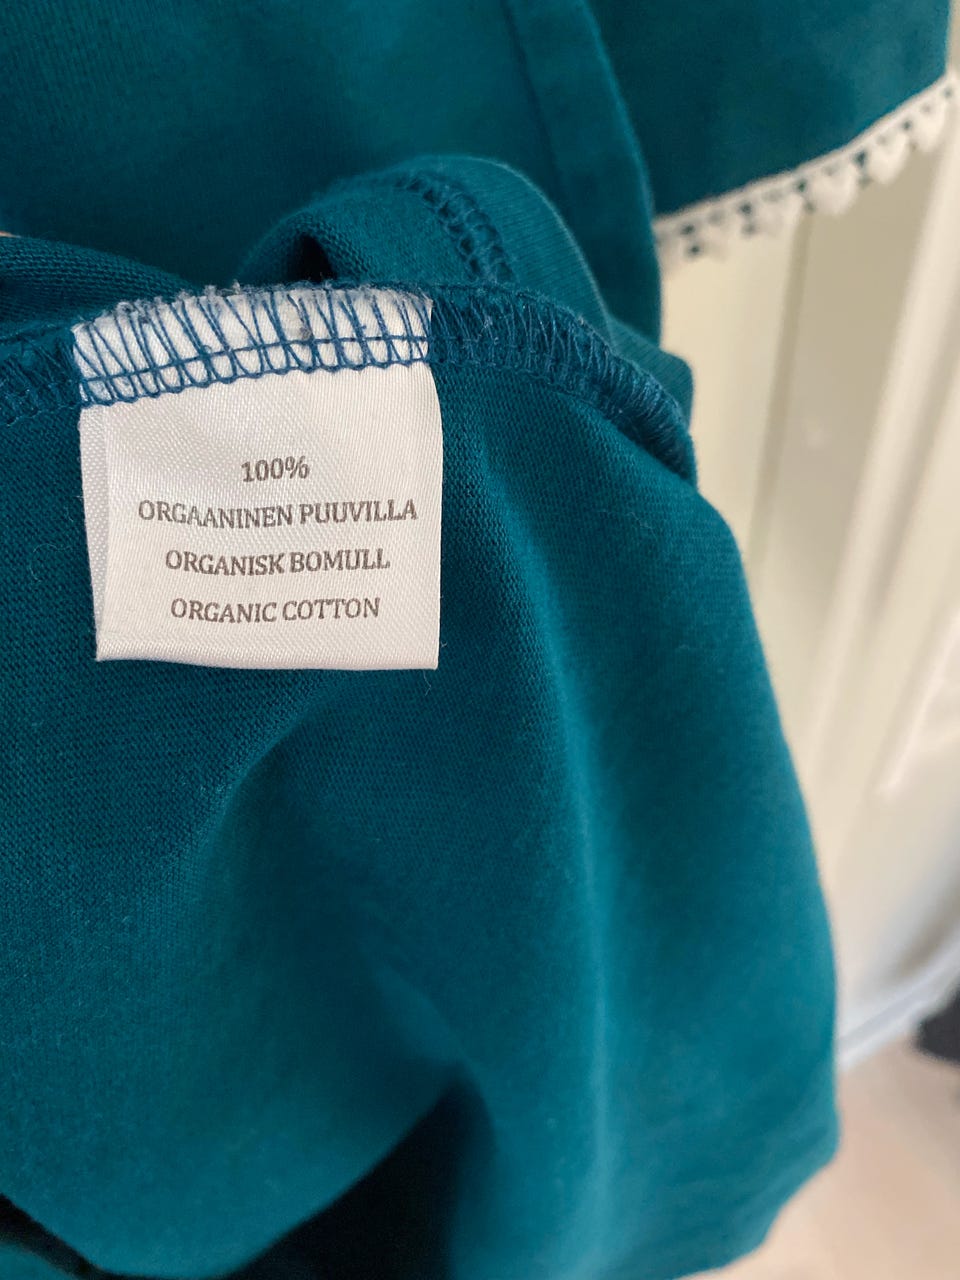 100%
ORGAANINEN PUUVILLA
ORGANISK BOMULL
ORGANIC COTTON